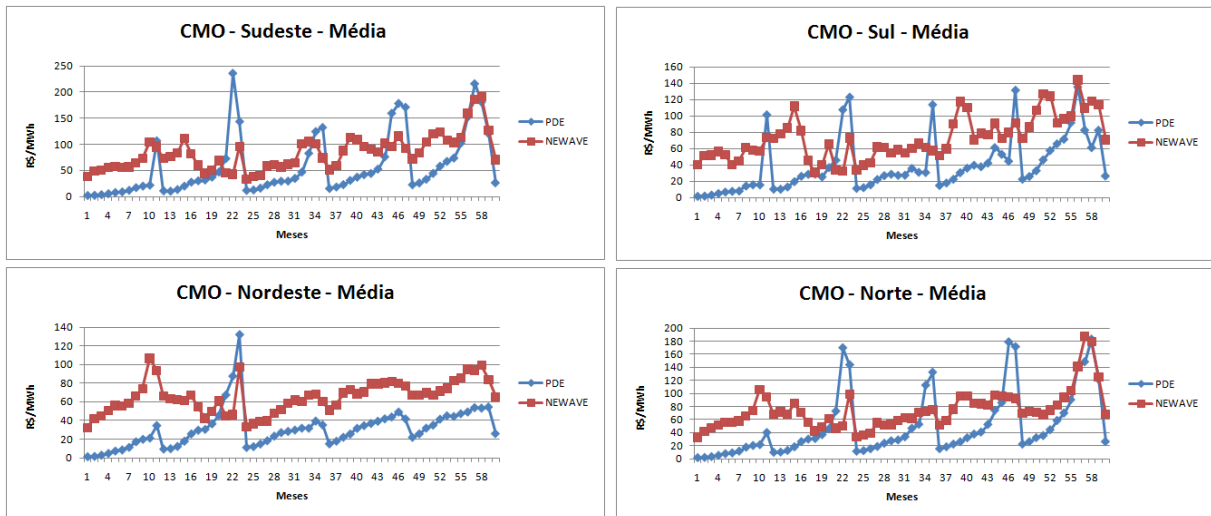 CMO - Sudeste - Média
R$/MWh
250
200
150
100
50
0
1 4 7 10 13 16 19 22 25 28 31 34 37 40 43 46 49 52 55 58
Meses
PDE
NEWAVE
CMO - Sul - Média
R$/MWh
160
140
120
100
80
60
40
20
0
1 4 7 10 13 16 19 22 25 28 31 34 37 40 43 46 49 52 55 58
Meses
PDE
NEWAVE
CMO - Nordeste - Média
R$/MWh
140
120
100
80
60
40
20
0
1 4 7 10 13 16 19 22 25 28 31 34 37 40 43 46 49 52 55 58
Meses
PDE
NEWAVE
CMO - Norte - Média
R$/MWh
200
180
160
140
120
100
80
60
40
20
0
1 4 7 10 13 16 19 22 25 28 31 34 37 40 43 46 49 52 55 58
Meses
PDE
NEWAVE